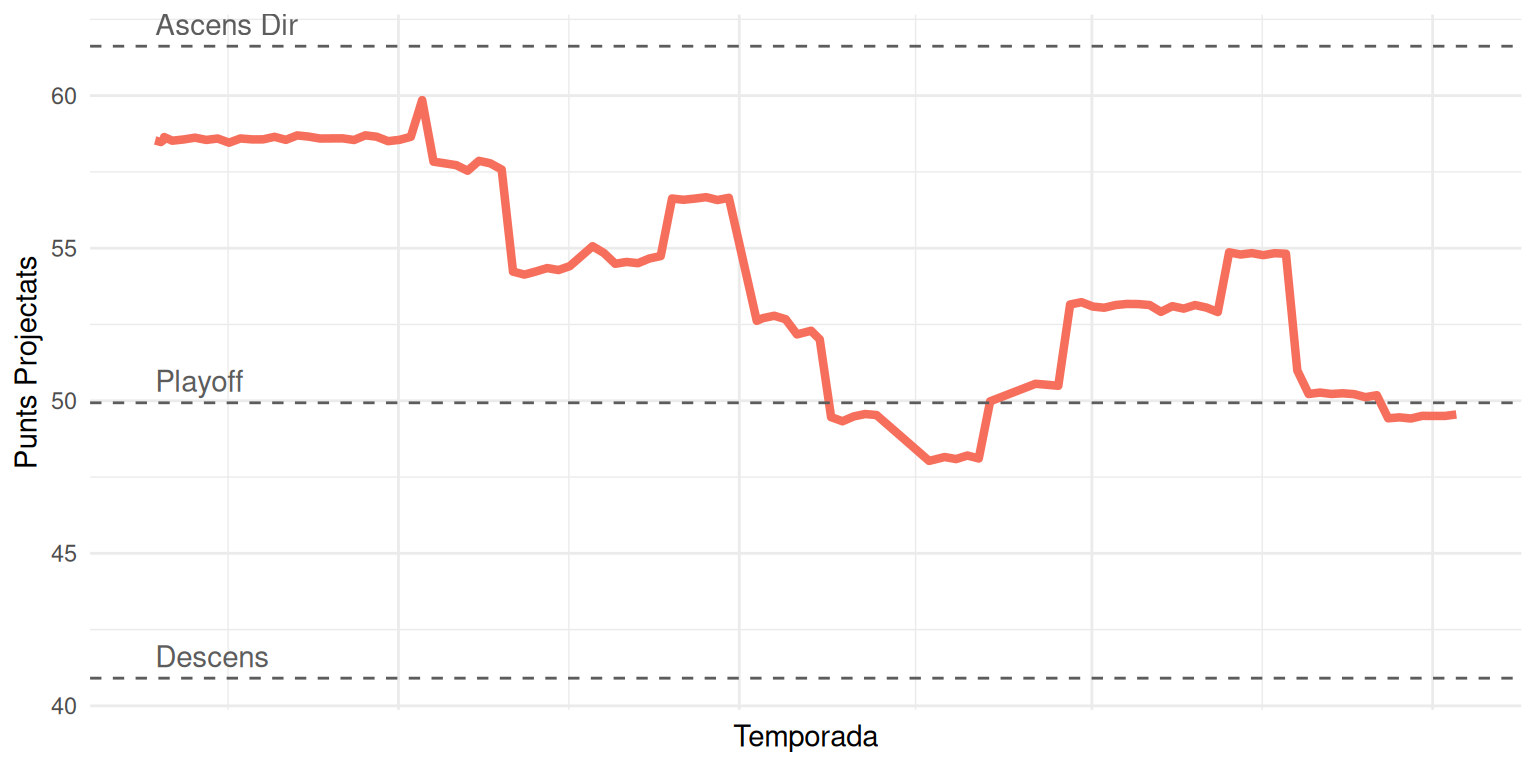 Ascens Dir
60
55
Playoff
50
45
Descens
40
Punts Projectats
Temporada